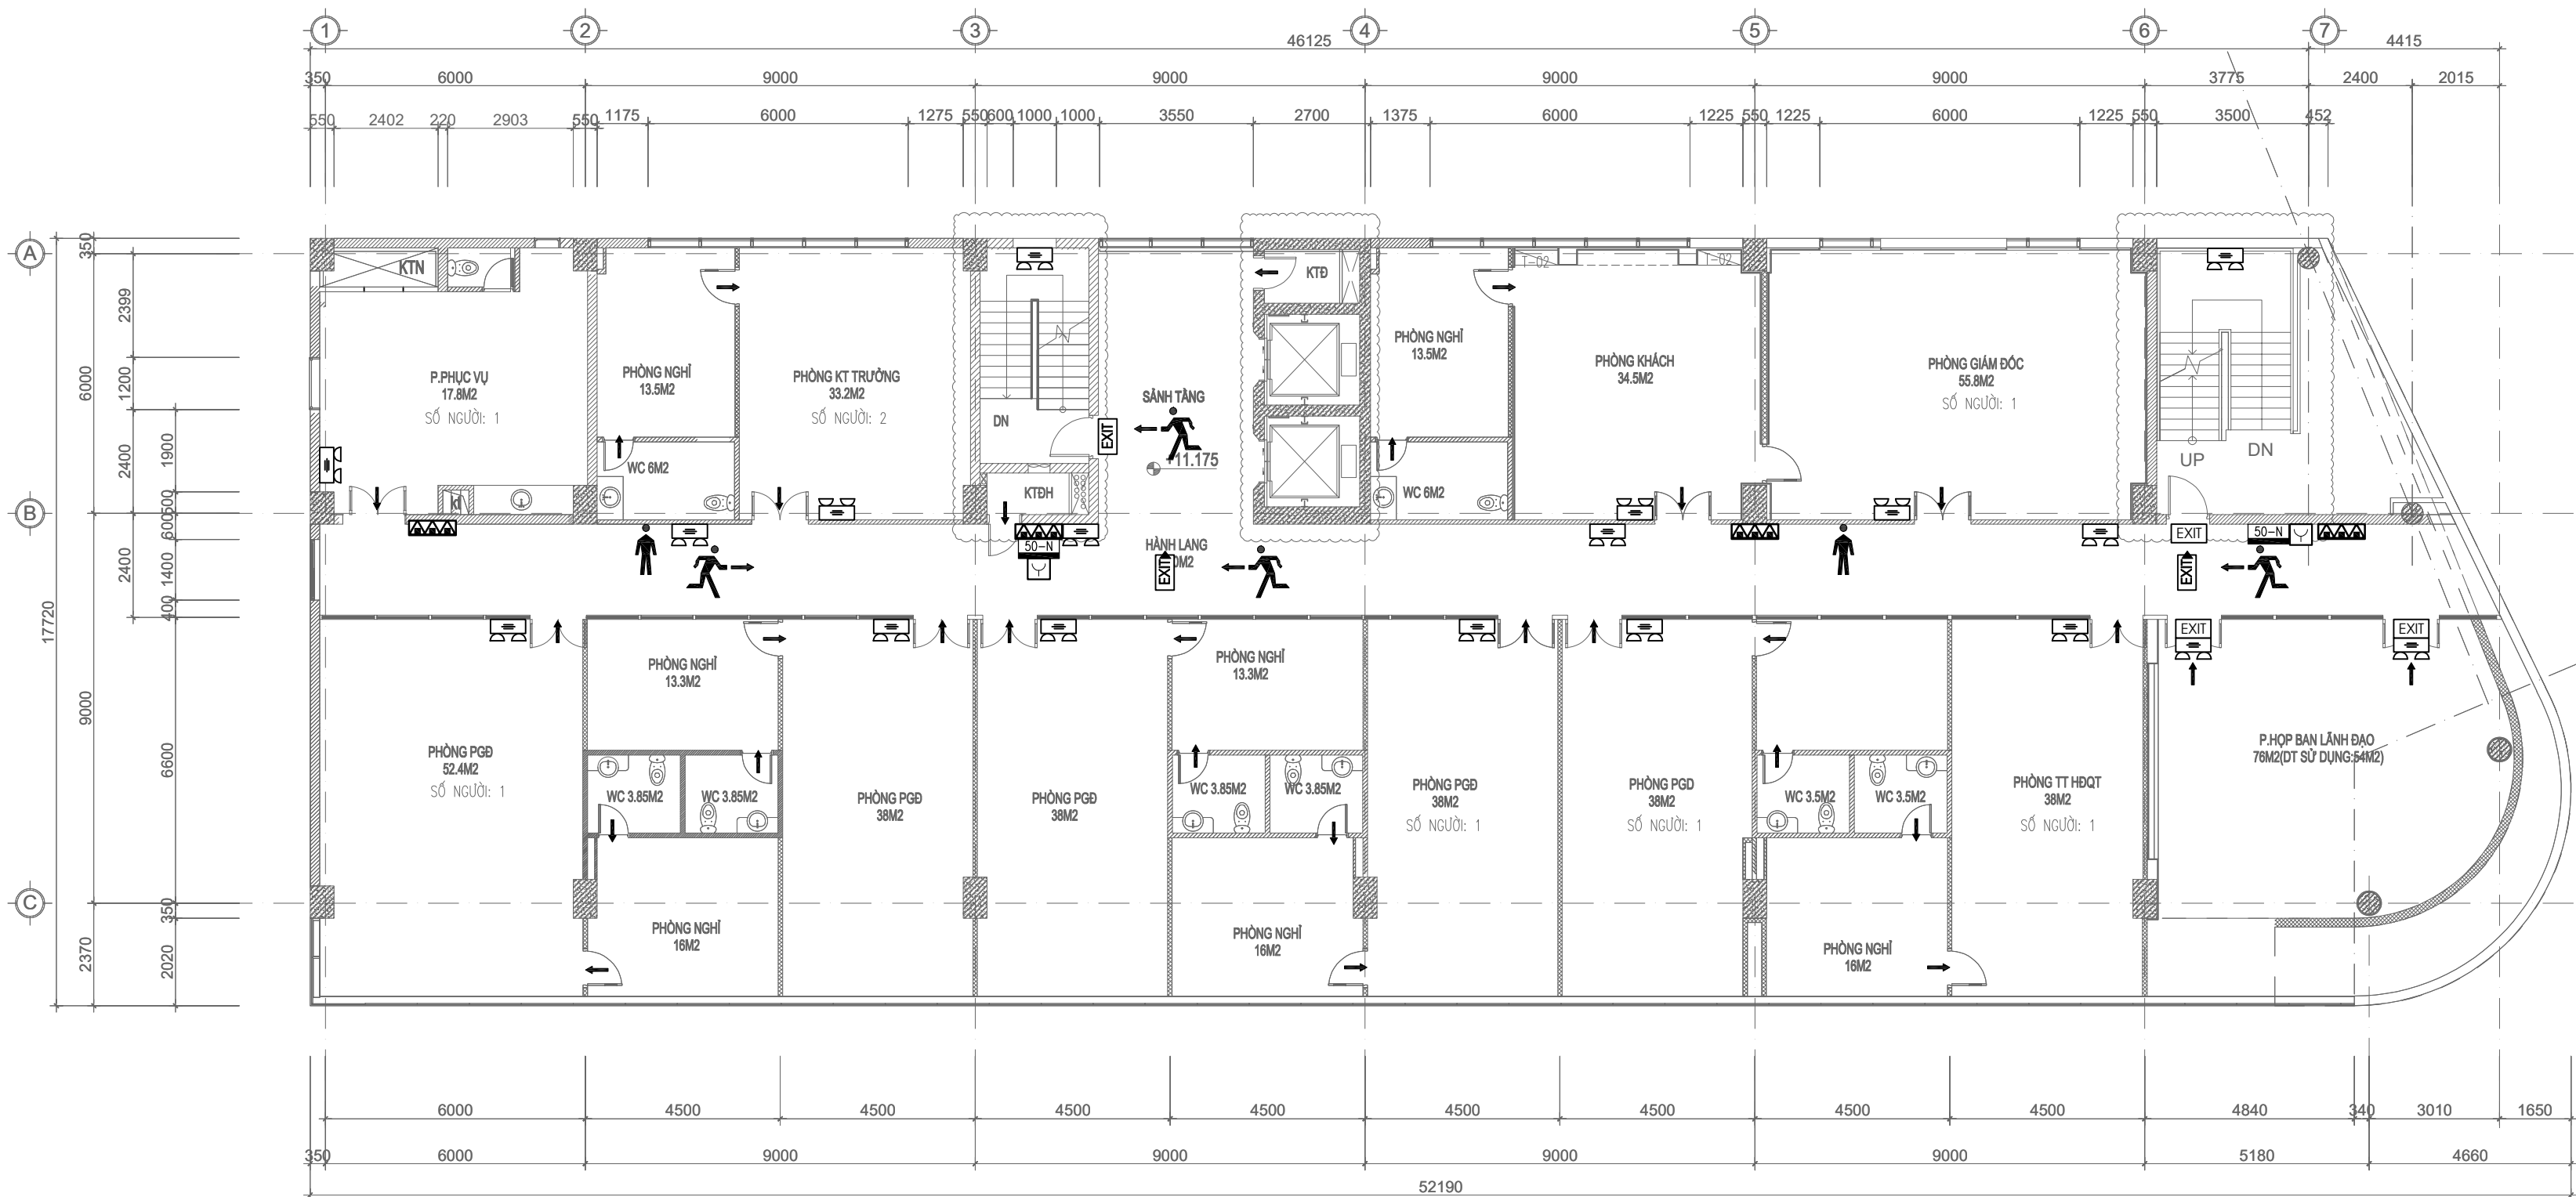 1 2 3 4 5 6 7
46125 4415
350 6000 9000 9000 9000 9000 3775 2400 2015
550 2402 220 2903 550 1175 6000 1275 550 600 1000 1000 3550 2700 1375 6000 1225 550 1225 6000 1225 550 3500 452
A
B
C
350
2399
6000
1200
2400
1900
500
600
2400
1400
400
17720
9000
6600
350
2370
2020
KTN
P.PHỤC VỤ
17.8M2
SỐ NGƯỜI: 1
kt
PHÒNG NGHỈ
13.5M2
WC 6M2
PHÒNG KT TRƯỞNG
33.2M2
SỐ NGƯỜI: 2
DN
KTĐH
EXIT
SẢNH TẦNG
+11.175
KTĐ
PHÒNG NGHỈ
13.5M2
WC 6M2
T-02
T-02
PHÒNG KHÁCH
34.5M2
PHÒNG GIÁM ĐỐC
55.8M2
SỐ NGƯỜI: 1
UP
DN
50-N
HÀNH LANG
EXIT
EXIT
50-N
EXIT
EXIT
EXIT
PHÒNG PGĐ
52.4M2
SỐ NGƯỜI: 1
PHÒNG NGHỈ
13.3M2
WC 3.85M2
WC 3.85M2
PHÒNG NGHỈ
16M2
PHÒNG PGĐ
38M2
PHÒNG PGĐ
38M2
PHÒNG NGHỈ
13.3M2
WC 3.85M2
WC 3.85M2
PHÒNG NGHỈ
16M2
PHÒNG PGĐ
38M2
SỐ NGƯỜI: 1
PHÒNG PGD
38M2
SỐ NGƯỜI: 1
WC 3.5M2
WC 3.5M2
PHÒNG NGHỈ
16M2
PHÒNG TT HĐQT
38M2
SỐ NGƯỜI: 1
P.HỌP BAN LÃNH ĐẠO
76M2(DT SỬ DỤNG:54M2)
6000 4500 4500 4500 4500 4500 4500 4500 4500 4840 340 3010 1650
350 6000 9000 9000 9000 9000 5180 4660
52190